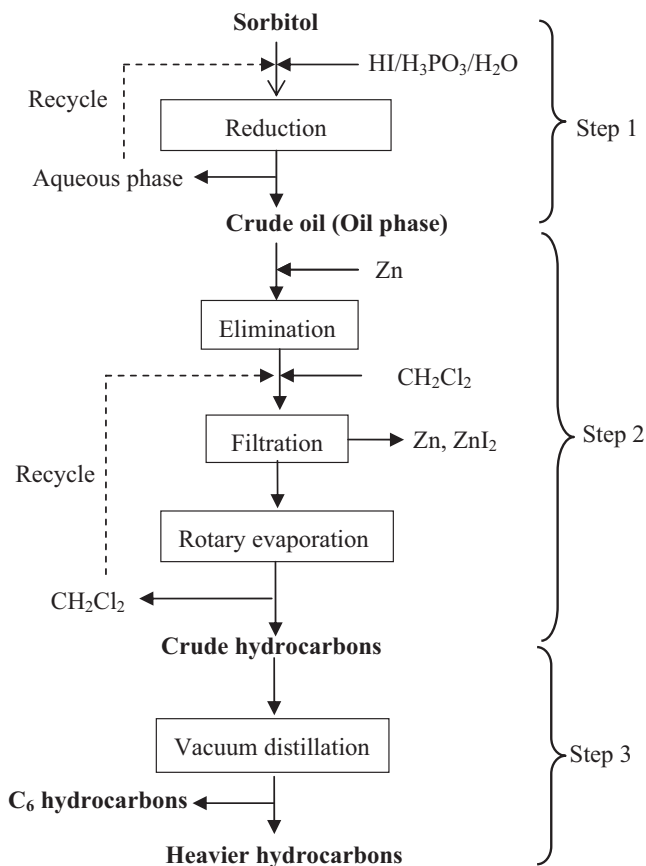 Sorbitol
HI/H₃PO₃/H₂O
Recycle
Reduction
Step 1
Aqueous phase
Crude oil (Oil phase)
Zn
Elimination
CH₂Cl₂
Filtration
Zn, ZnI₂
Step 2
Recycle
Rotary evaporation
CH₂Cl₂
Crude hydrocarbons
Vacuum distillation
Step 3
C₆ hydrocarbons
Heavier hydrocarbons